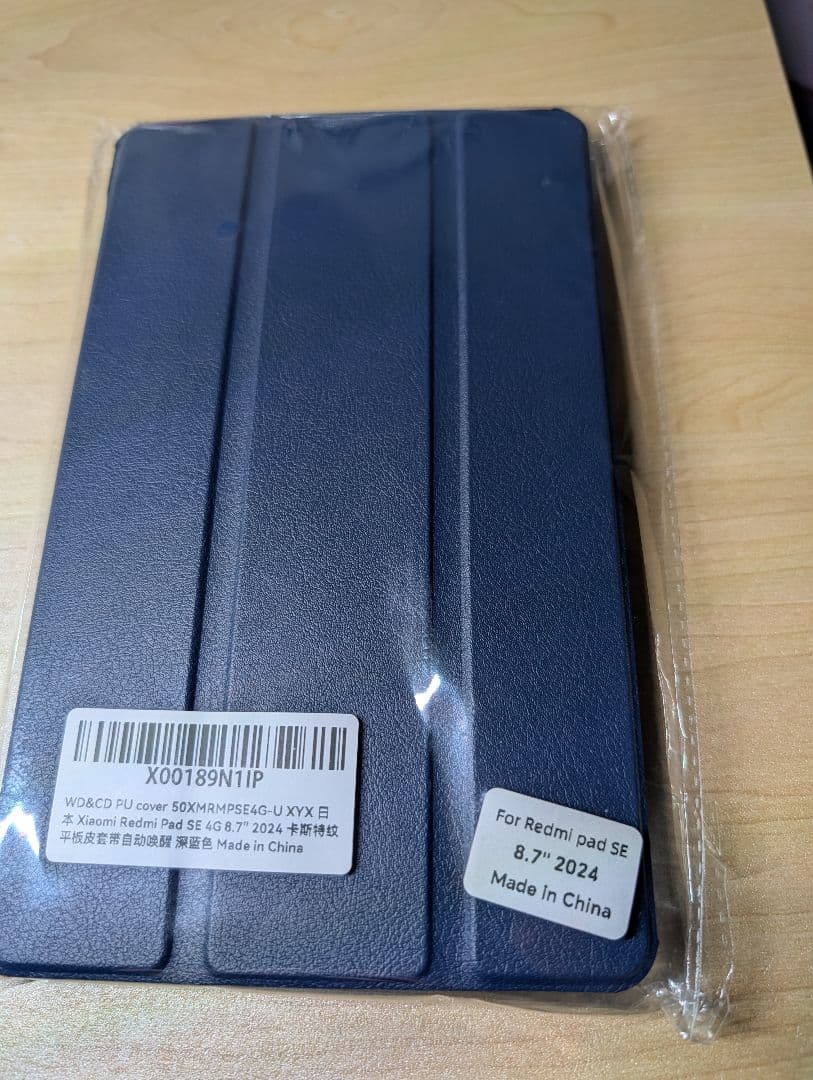 X00189N1IP
WD&CD PU cover 50XMRMPSE4G-U XYX 日
本 Xiaomi Redmi Pad SE 4G 8.7" 2024 卡斯特纹
平板皮套带自动唤醒 深蓝色 Made in China
For Redmi pad SE
8.7" 2024
Made in China